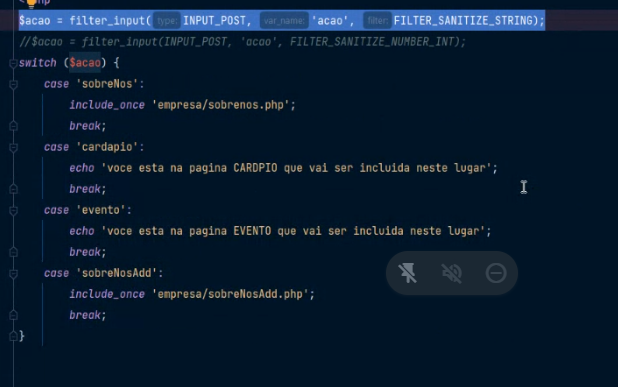 $acao = filter_input( type: INPUT_POST, var_name: 'acao', filter: FILTER_SANITIZE_STRING);
//$acao = filter_input(INPUT_POST, 'acao', FILTER_SANITIZE_NUMBER_INT);
switch ($acao) {
case 'sobreNos':
include_once 'empresa/sobrenos.php';
break;
case 'cardapio':
echo 'voce esta na pagina CARDPIO que vai ser incluida neste lugar';
break;
case 'evento':
echo 'voce esta na pagina EVENTO que vai ser incluida neste lugar';
break;
case 'sobreNosAdd':
include_once 'empresa/sobreNosAdd.php';
break;
}